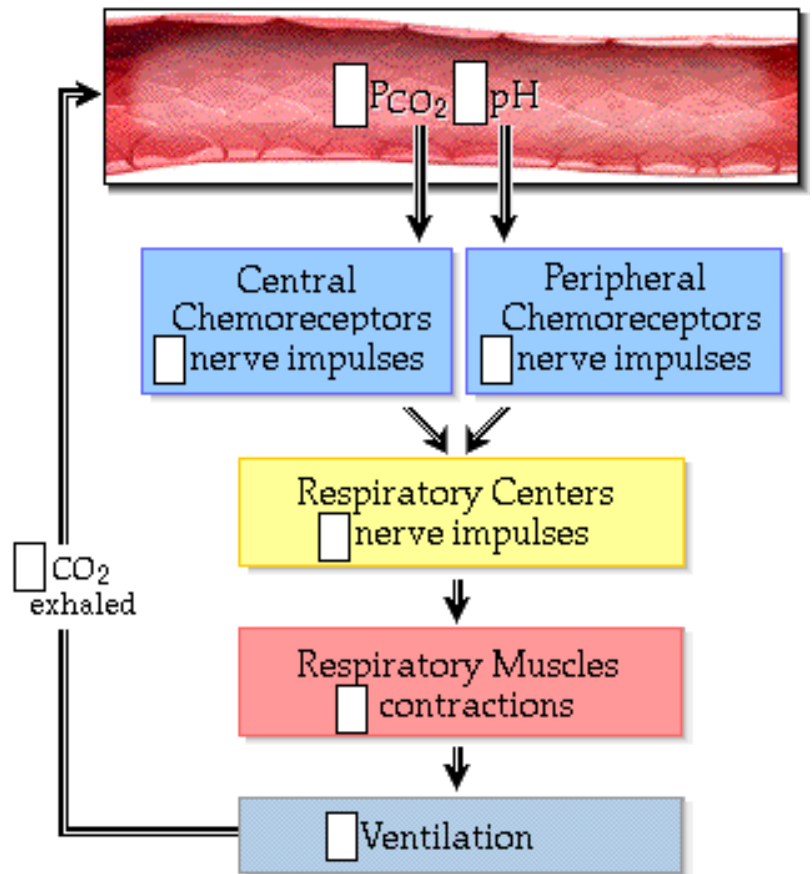 PCO₂ pH
Central
Chemoreceptors
nerve impulses
Peripheral
Chemoreceptors
nerve impulses
Respiratory Centers
nerve impulses
CO₂
exhaled
Respiratory Muscles
contractions
Ventilation